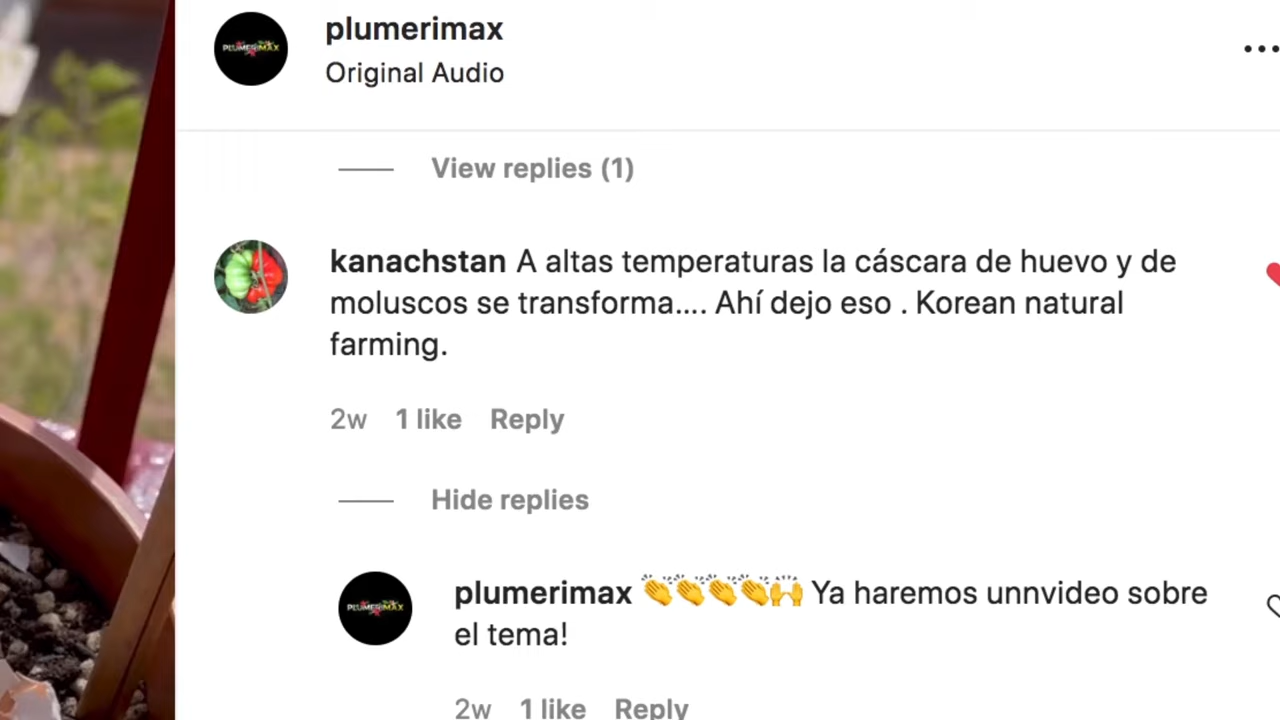 plumerimax
Original Audio
View replies (1)
kanachstan A altas temperaturas la cáscara de huevo y de
moluscos se transforma.... Ahí dejo eso . Korean natural
farming.
2w 1 like Reply
Hide replies
plumerimax 👏👏👏👏🙌 Ya haremos unnvideo sobre
el tema!
2w 1 like Reply
PLUMERIMAX
PLUMERIMAX